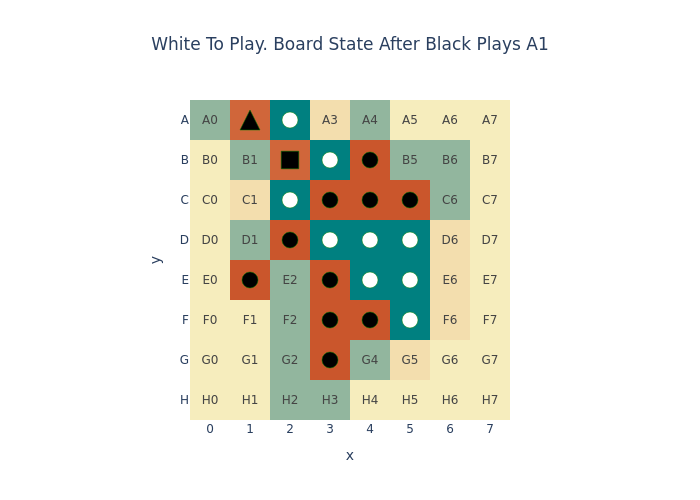 White To Play. Board State After Black Plays A1
A A0 A3 A4 A5 A6 A7
B B0 B1 B5 B6 B7
C C0 C1 C6 C7
D D0 D1 D6 D7
y
E E0 E2 E6 E7
F F0 F1 F2 F6 F7
G G0 G1 G2 G4 G5 G6 G7
H H0 H1 H2 H3 H4 H5 H6 H7
0 1 2 3 4 5 6 7
x